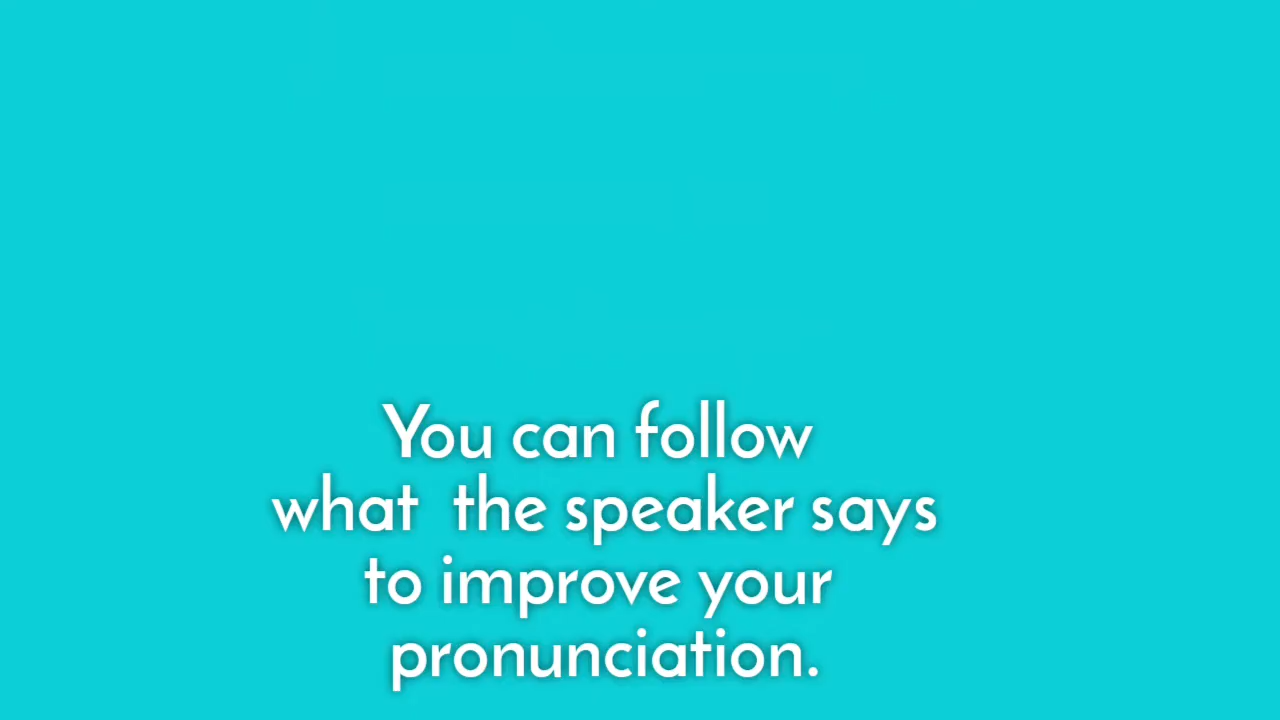 You can follow
what  the speaker says
to improve your
pronunciation.